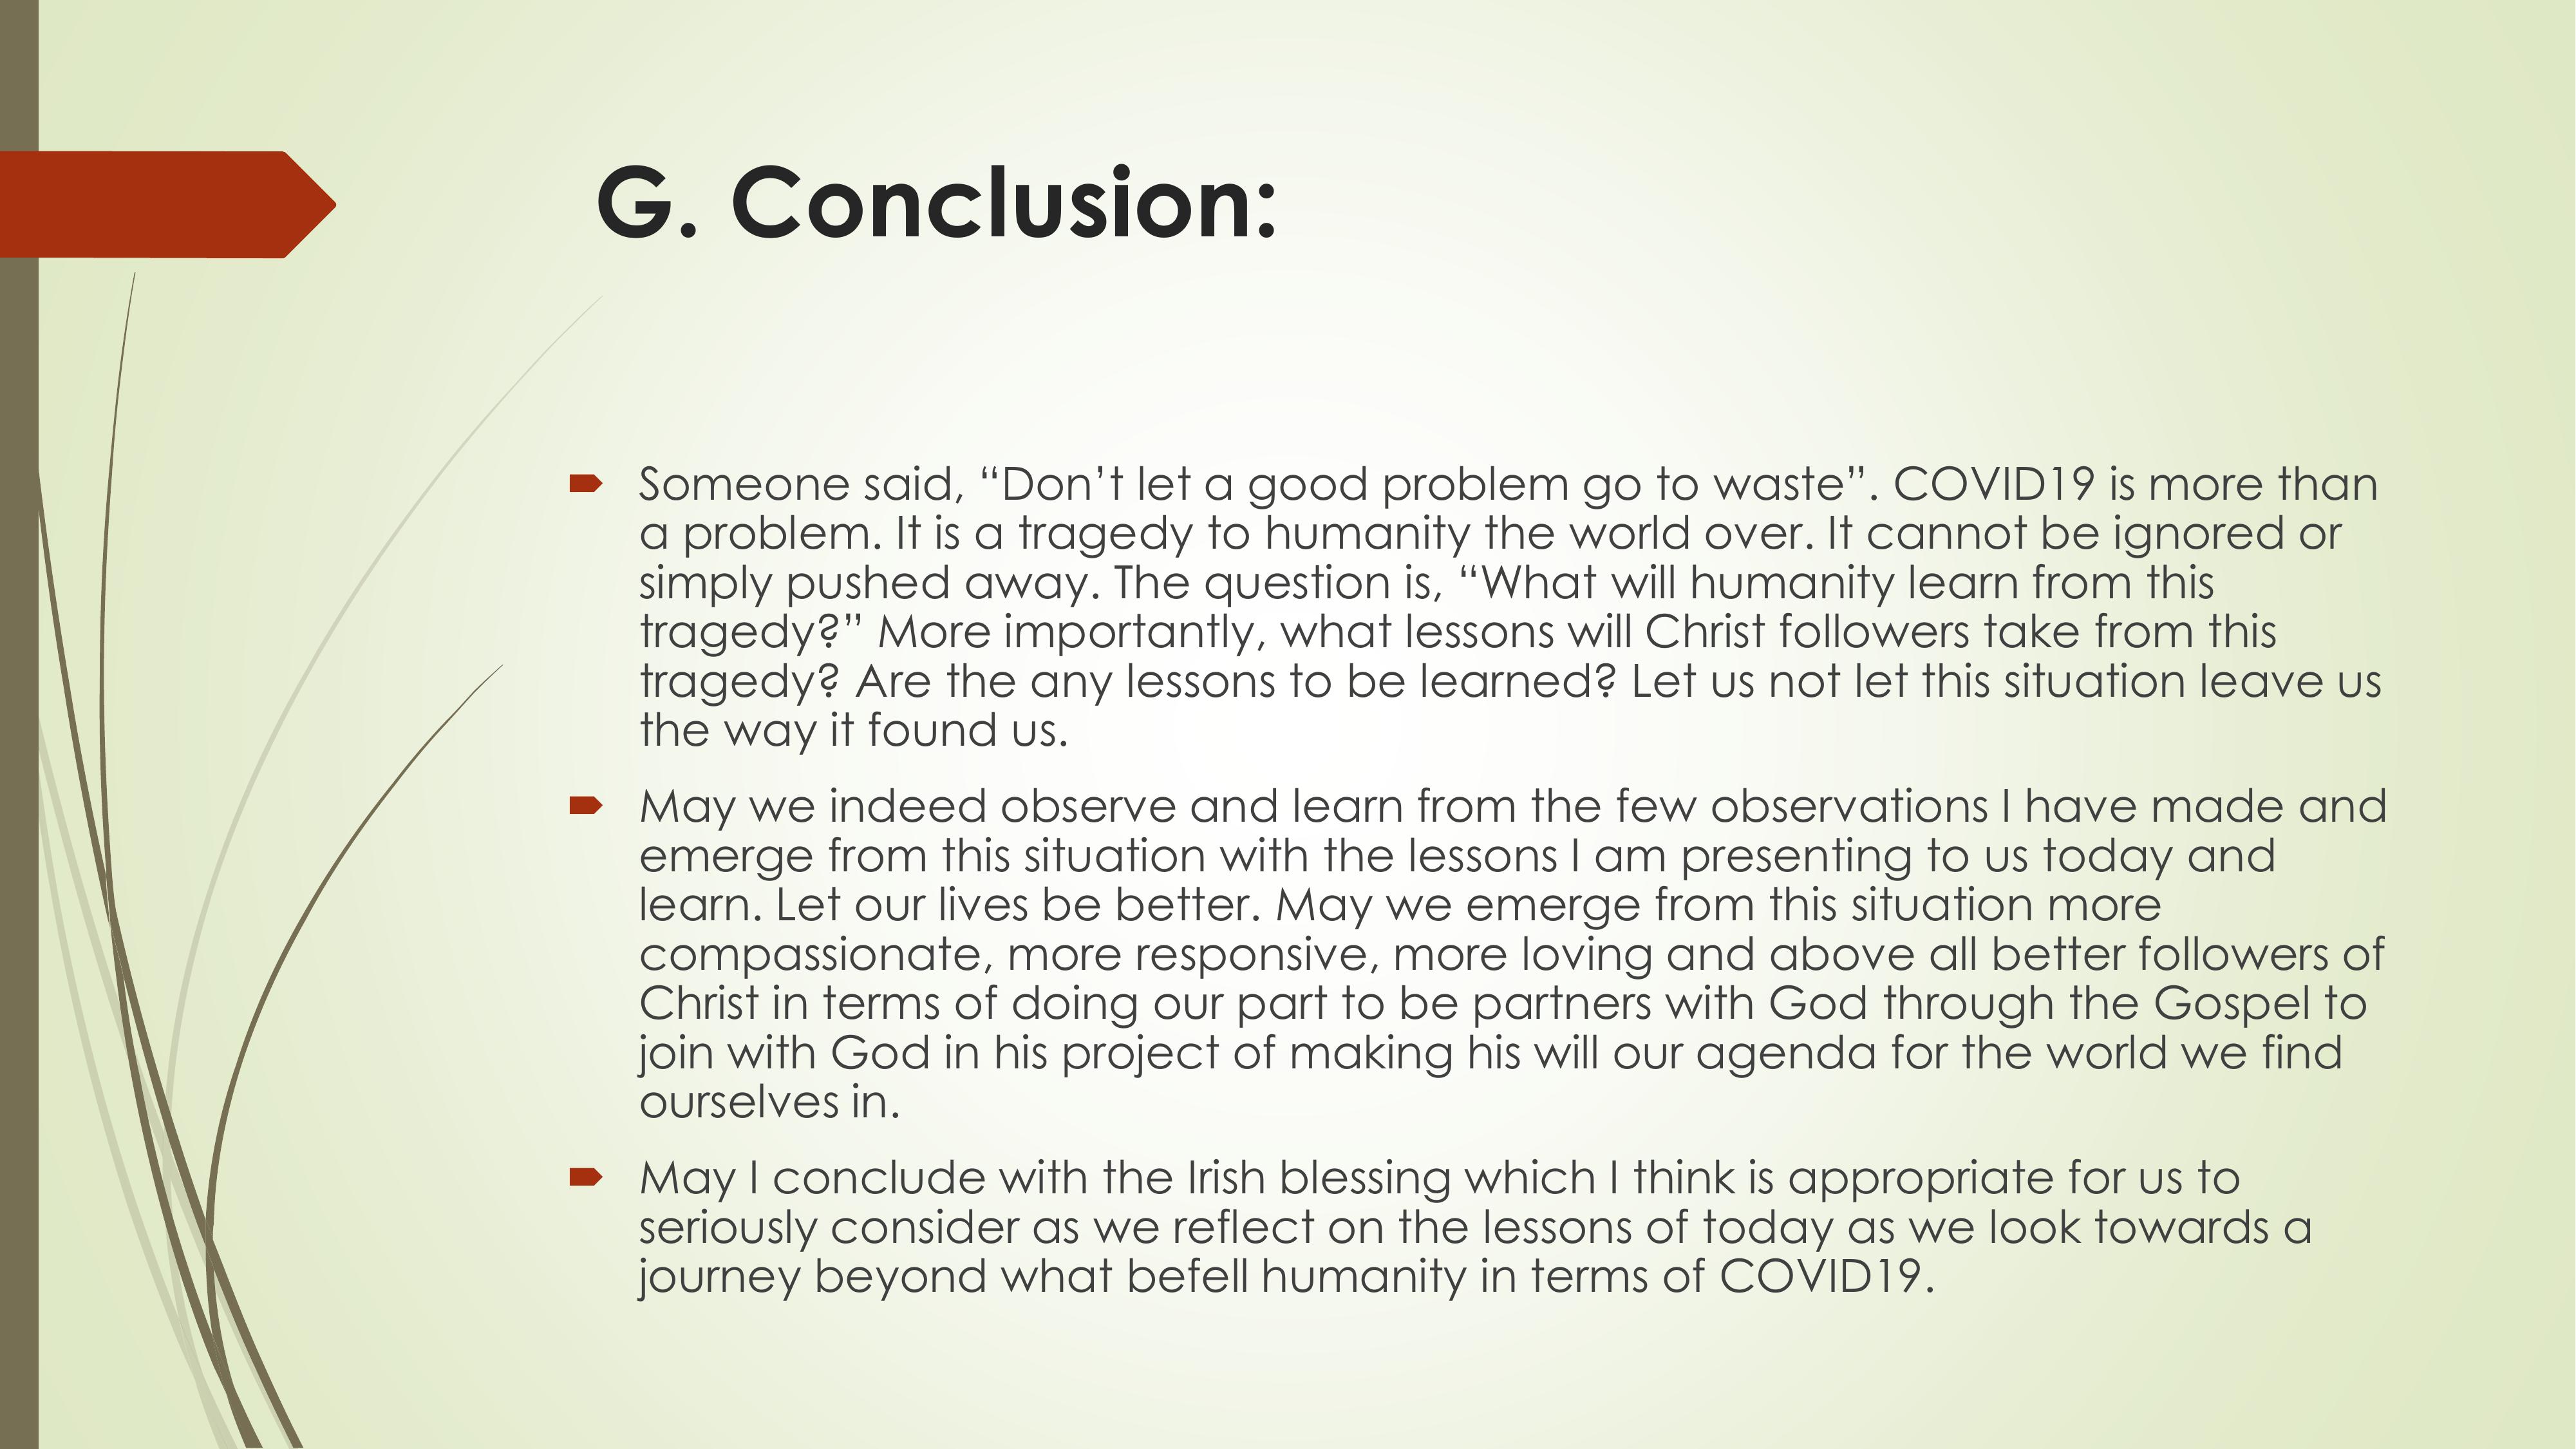 G. Conclusion:
Someone said, “Don’t let a good problem go to waste”. COVID19 is more than
a problem. It is a tragedy to humanity the world over. It cannot be ignored or
simply pushed away. The question is, “What will humanity learn from this
tragedy?” More importantly, what lessons will Christ followers take from this
tragedy? Are the any lessons to be learned? Let us not let this situation leave us
the way it found us.
May we indeed observe and learn from the few observations I have made and
emerge from this situation with the lessons I am presenting to us today and
learn. Let our lives be better. May we emerge from this situation more
compassionate, more responsive, more loving and above all better followers of
Christ in terms of doing our part to be partners with God through the Gospel to
join with God in his project of making his will our agenda for the world we find
ourselves in.
May I conclude with the Irish blessing which I think is appropriate for us to
seriously consider as we reflect on the lessons of today as we look towards a
journey beyond what befell humanity in terms of COVID19.